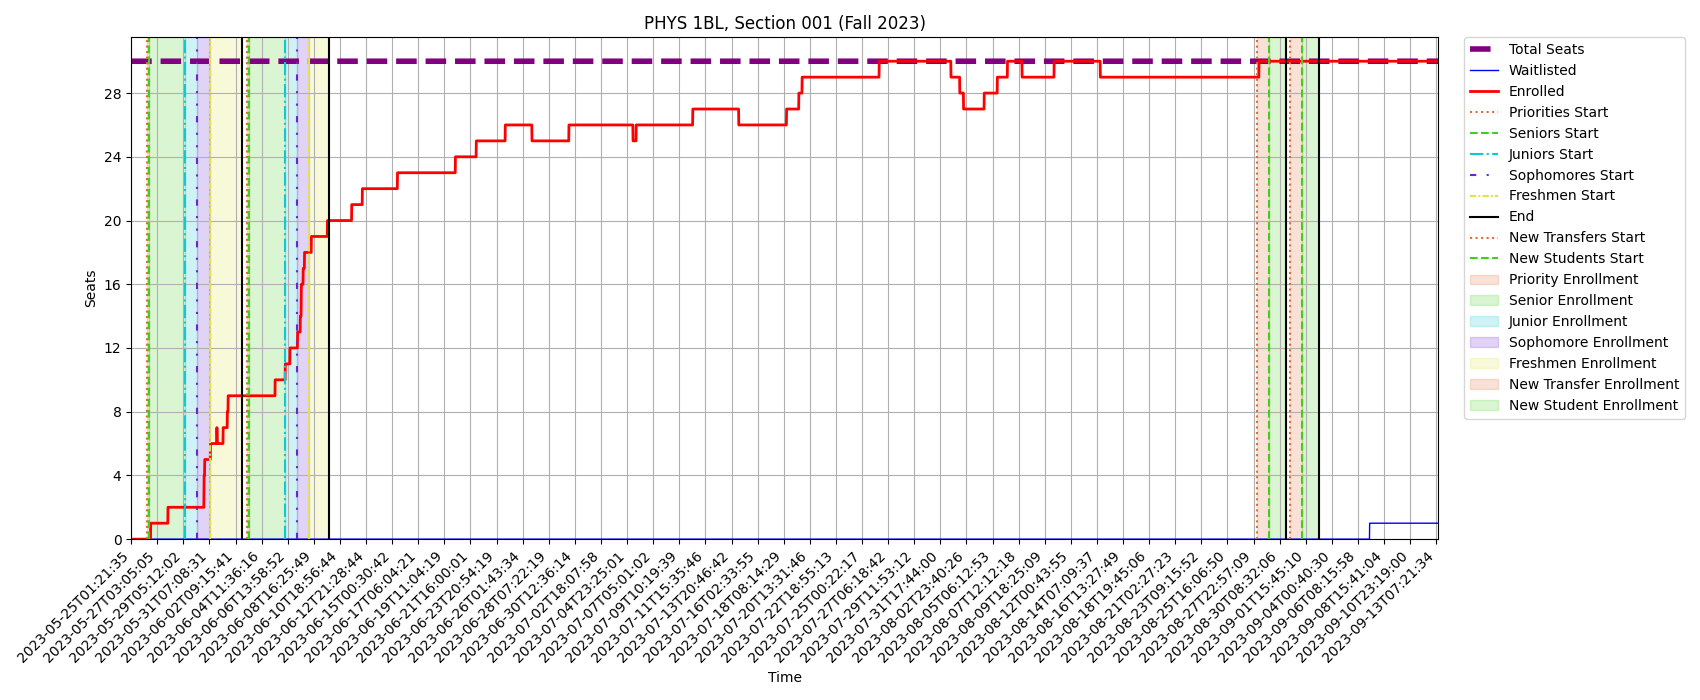 PHYS 1BL, Section 001 (Fall 2023)
Seats
28
24
20
16
12
8
4
0
2023-05-25T01:21:35
2023-05-27T03:05:05
2023-05-29T05:12:02
2023-05-31T07:08:31
2023-06-02T09:15:41
2023-06-04T11:36:16
2023-06-06T13:58:52
2023-06-08T16:25:49
2023-06-10T18:56:44
2023-06-12T21:28:44
2023-06-15T00:30:42
2023-06-17T06:04:21
2023-06-19T11:04:19
2023-06-21T16:00:01
2023-06-23T20:54:19
2023-06-26T01:43:34
2023-06-28T07:22:19
2023-06-30T12:36:14
2023-07-02T18:07:58
2023-07-04T23:25:01
2023-07-07T05:01:02
2023-07-09T10:19:39
2023-07-11T15:35:46
2023-07-13T20:46:42
2023-07-16T02:33:55
2023-07-18T08:14:29
2023-07-20T13:31:46
2023-07-22T18:55:13
2023-07-25T00:22:17
2023-07-27T06:18:42
2023-07-29T11:53:12
2023-07-31T17:44:00
2023-08-02T23:40:26
2023-08-05T06:12:53
2023-08-07T12:12:18
2023-08-09T18:25:09
2023-08-12T00:43:55
2023-08-14T07:09:37
2023-08-16T13:27:49
2023-08-18T19:45:06
2023-08-21T02:27:23
2023-08-23T09:15:52
2023-08-25T16:06:50
2023-08-27T22:57:09
2023-08-30T08:32:06
2023-09-01T15:45:10
2023-09-04T00:40:30
2023-09-06T08:15:58
2023-09-08T15:41:04
2023-09-10T23:19:00
2023-09-13T07:21:34
Time
Total Seats
Waitlisted
Enrolled
Priorities Start
Seniors Start
Juniors Start
Sophomores Start
Freshmen Start
End
New Transfers Start
New Students Start
Priority Enrollment
Senior Enrollment
Junior Enrollment
Sophomore Enrollment
Freshmen Enrollment
New Transfer Enrollment
New Student Enrollment